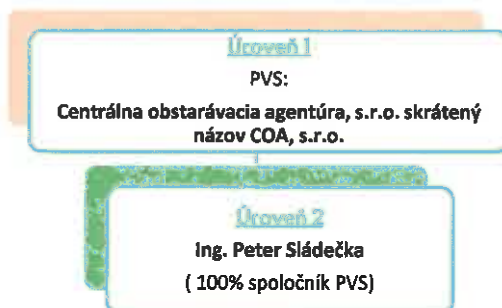 Úroveň 1
PVS:
Centrálna obstarávacia agentúra, s.r.o. skrátený
názov COA, s.r.o.
Úroveň 2
Ing. Peter Sládečka
( 100% spoločník PVS)